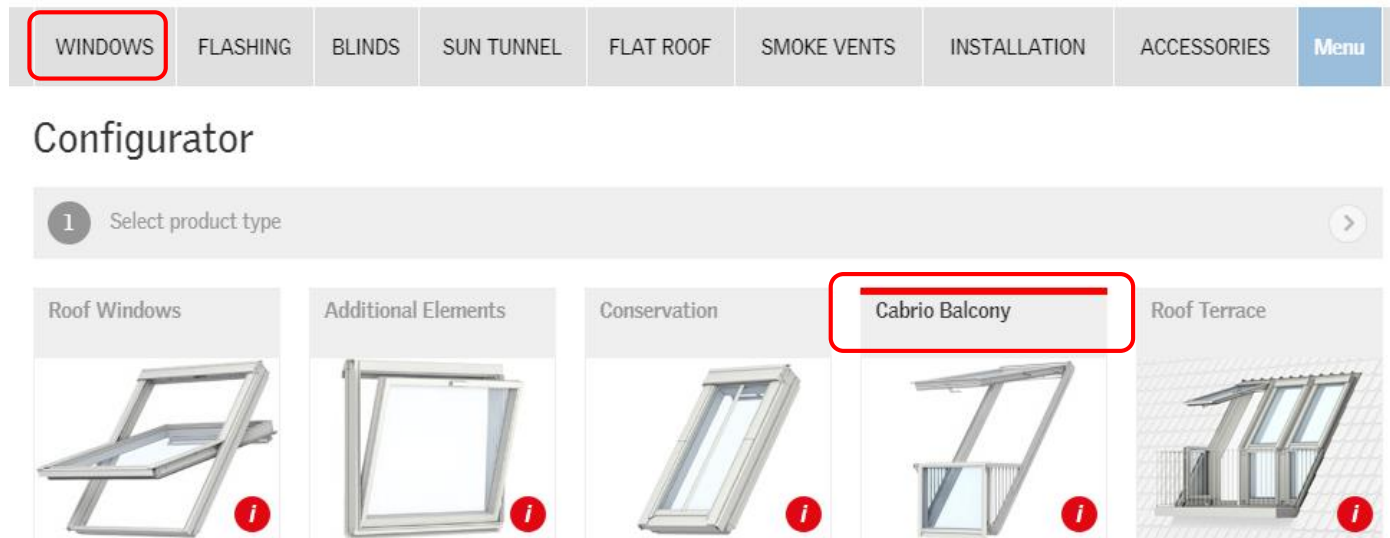 WINDOWS FLASHING BLINDS SUN TUNNEL FLAT ROOF SMOKE VENTS INSTALLATION ACCESSORIES Menu
Configurator
1 Select product type
Roof Windows Additional Elements Conservation Cabrio Balcony Roof Terrace
i i i i i